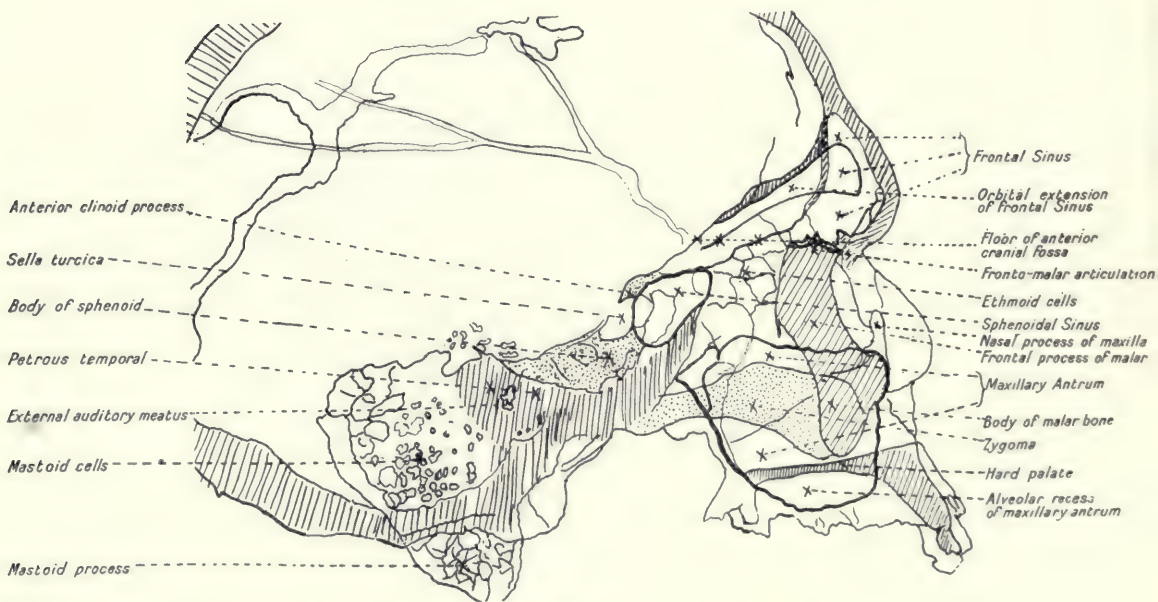 Anterior clinoid process
Sella turcica
Body of sphenoid
Petrous temporal
External auditory meatus
Mastoid cells
Mastoid process
Frontal Sinus
Orbital extension
of frontal Sinus
Floor of anterior
cranial fossa
Fronto-malar articulation
Ethmoid cells
Sphenoidal Sinus
Nasal process of maxilla
Frontal process of malar
Maxillary Antrum
Body of malar bone
Zygoma
Hard palate
Alveolar recess
of maxillary antrum